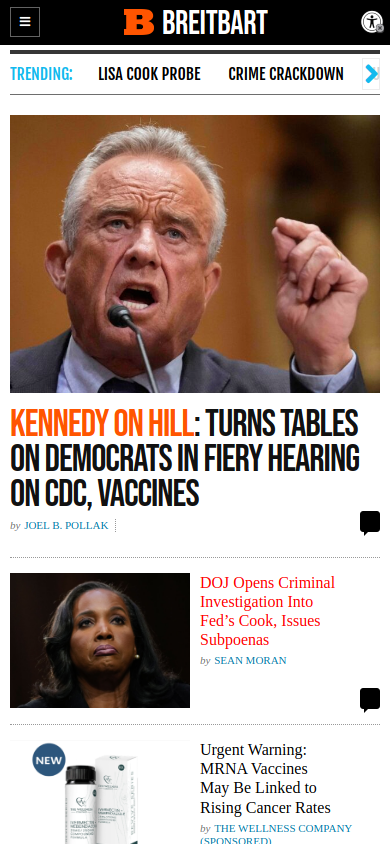 BREITBART
TRENDING: LISA COOK PROBE CRIME CRACKDOWN
KENNEDY ON HILL: TURNS TABLES
ON DEMOCRATS IN FIERY HEARING
ON CDC, VACCINES
by JOEL B. POLLAK
DOJ Opens Criminal
Investigation Into
Fed’s Cook, Issues
Subpoenas
by SEAN MORAN
NEW
Urgent Warning:
MRNA Vaccines
May Be Linked to
Rising Cancer Rates
by THE WELLNESS COMPANY
(SPONSORED)